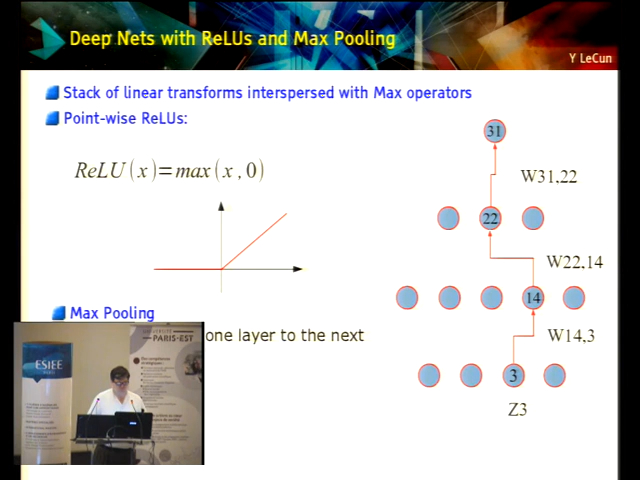 Deep Nets with ReLUs and Max Pooling
Y LeCun
Stack of linear transforms interspersed with Max operators
Point-wise ReLUs:
ReLU(x)=max(x,0)
31
W31,22
22
W22,14
14
Max Pooling
one layer to the next
W14,3
3
Z3
UNIVERSITÉ
PARIS-EST
ESIEE
PARIS